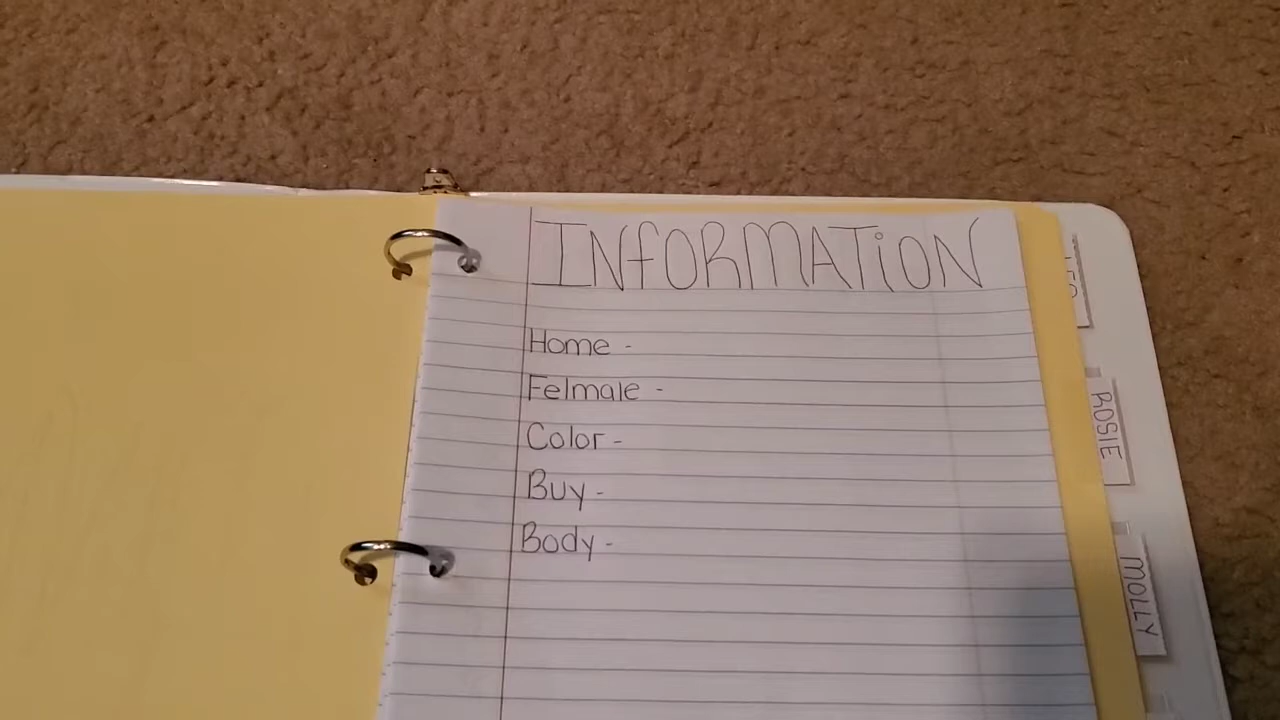 INfORMATiON
Home -
Felmale -
Color -
Buy -
Body -
ROSIE
MOLLY